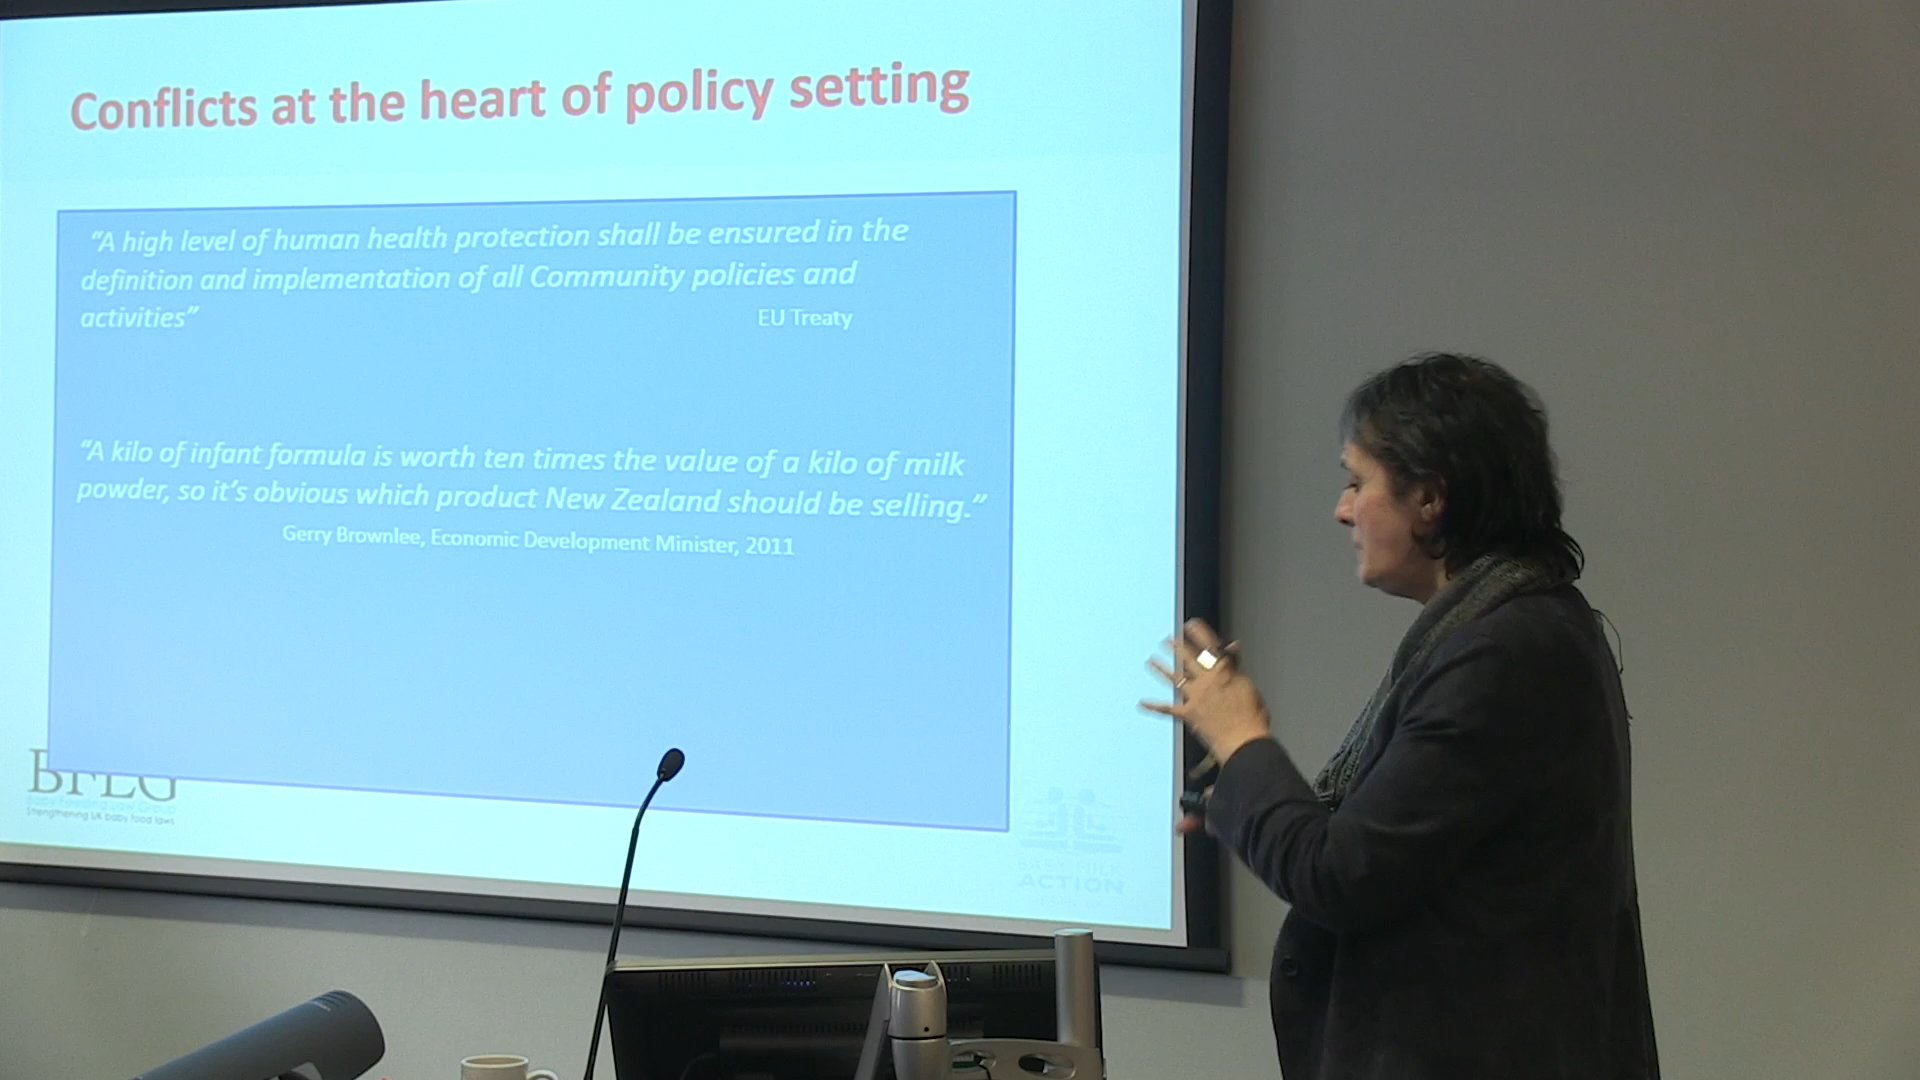 Conflicts at the heart of policy setting
“A high level of human health protection shall be ensured in the
definition and implementation of all Community policies and
activities”
EU Treaty
“A kilo of infant formula is worth ten times the value of a kilo of milk
powder, so it’s obvious which product New Zealand should be selling.”
Gerry Brownlee, Economic Development Minister, 2011
BFLG
Baby Feeding Law Group
Strengthening UK baby food laws
BABY MILK
ACTION